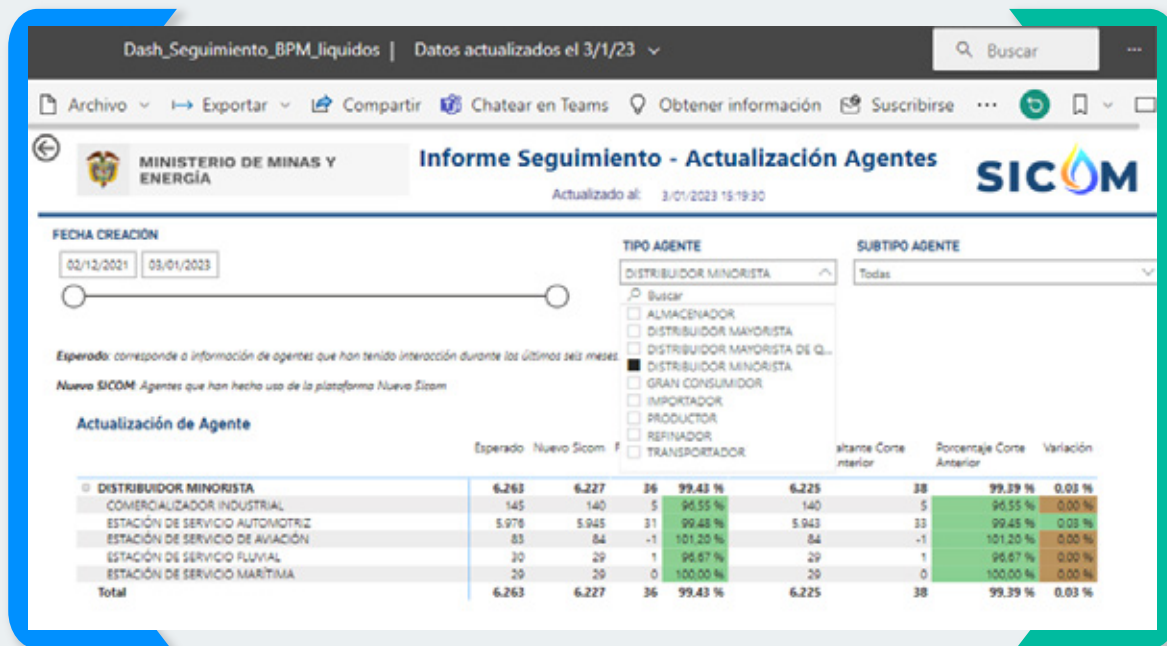 Dash_Seguimiento_BPM_liquidos | Datos actualizados el 3/1/23
Buscar
Archivo Exportar Compartir Chatear en Teams Obtener información Suscribirse
MINISTERIO DE MINAS Y
ENERGÍA
Informe Seguimiento - Actualización Agentes
Actualizado al: 3/01/2023 15:19:30
SICOM
FECHA CREACIÓN
02/12/2021 03/01/2023
TIPO AGENTE
DISTRIBUIDOR MINORISTA
Buscar
ALMACENADOR
DISTRIBUIDOR MAYORISTA
DISTRIBUIDOR MAYORISTA DE Q...
DISTRIBUIDOR MINORISTA
GRAN CONSUMIDOR
IMPORTADOR
PRODUCTOR
REFINADOR
TRANSPORTADOR
SUBTIPO AGENTE
Todas
Esperado: corresponde a información de agentes que han tenido interacción durante los últimos seis meses.
Nuevo SICOM: Agentes que han hecho uso de la plataforma Nuevo Sicom
Actualización de Agente
Esperado Nuevo Sicom Corte Porcentaje Corte Variación
Anterior
DISTRIBUIDOR MINORISTA 6.263 6.227 36 99.43 % 6.225 38 99.39 % 0.03 %
COMERCIALIZADOR INDUSTRIAL 145 140 5 96,55 % 140 5 96,55 % 0,00 %
ESTACIÓN DE SERVICIO AUTOMOTRIZ 5.976 5.945 31 99.48 % 5.943 33 99.45 % 0.03 %
ESTACIÓN DE SERVICIO DE AVIACIÓN 83 84 -1 101,20 % 84 -1 101,20 % 0,00 %
ESTACIÓN DE SERVICIO FLUVIAL 30 29 1 96.67 % 29 1 96.67 % 0,00 %
ESTACIÓN DE SERVICIO MARÍTIMA 29 29 0 100,00 % 29 0 100,00 % 0,00 %
Total 6.263 6.227 36 99.43 % 6.225 38 99.39 % 0.03 %